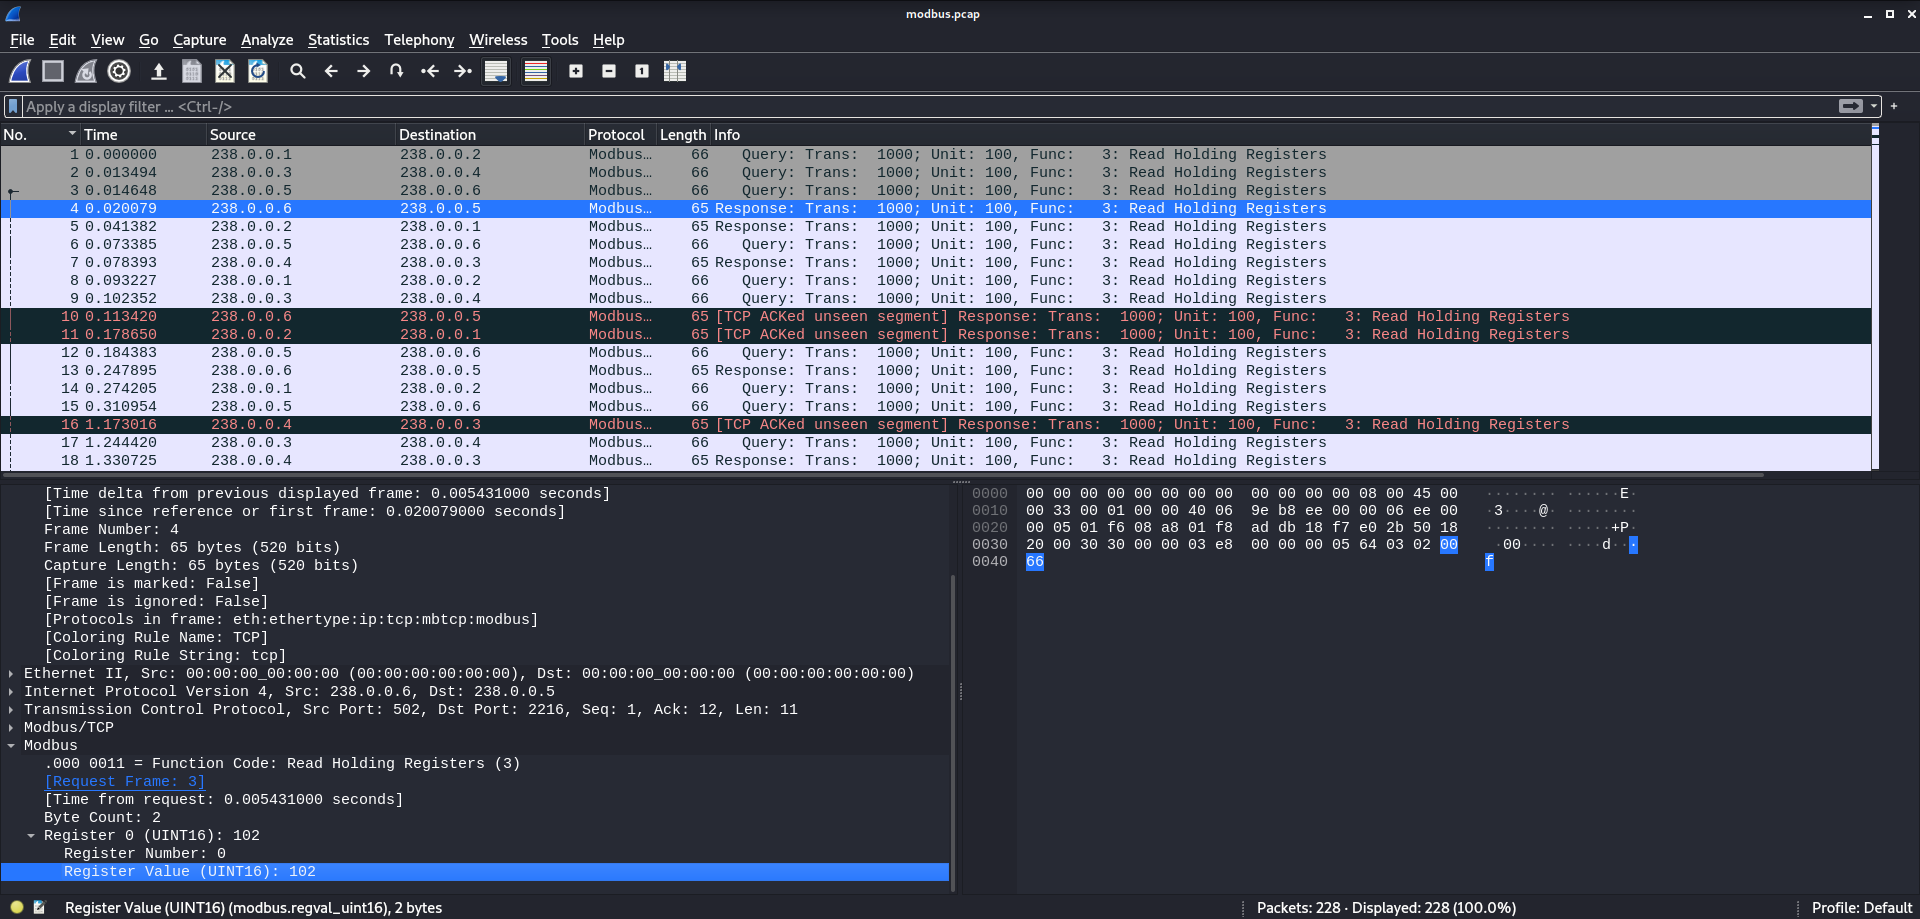 modbus.pcap
File Edit View Go Capture Analyze Statistics Telephony Wireless Tools Help
Apply a display filter … <Ctrl-/>
No. Time Source Destination Protocol Length Info
1 0.000000 238.0.0.1 238.0.0.2 Modbus… 66 Query: Trans: 1000; Unit: 100, Func: 3: Read Holding Registers
2 0.013494 238.0.0.3 238.0.0.4 Modbus… 66 Query: Trans: 1000; Unit: 100, Func: 3: Read Holding Registers
3 0.014648 238.0.0.5 238.0.0.6 Modbus… 66 Query: Trans: 1000; Unit: 100, Func: 3: Read Holding Registers
4 0.020079 238.0.0.6 238.0.0.5 Modbus… 65 Response: Trans: 1000; Unit: 100, Func: 3: Read Holding Registers
5 0.041382 238.0.0.2 238.0.0.1 Modbus… 65 Response: Trans: 1000; Unit: 100, Func: 3: Read Holding Registers
6 0.073385 238.0.0.5 238.0.0.6 Modbus… 66 Query: Trans: 1000; Unit: 100, Func: 3: Read Holding Registers
7 0.078393 238.0.0.4 238.0.0.3 Modbus… 65 Response: Trans: 1000; Unit: 100, Func: 3: Read Holding Registers
8 0.093227 238.0.0.1 238.0.0.2 Modbus… 66 Query: Trans: 1000; Unit: 100, Func: 3: Read Holding Registers
9 0.102352 238.0.0.3 238.0.0.4 Modbus… 66 Query: Trans: 1000; Unit: 100, Func: 3: Read Holding Registers
10 0.113420 238.0.0.6 238.0.0.5 Modbus… 65 [TCP ACKed unseen segment] Response: Trans: 1000; Unit: 100, Func: 3: Read Holding Registers
11 0.178650 238.0.0.2 238.0.0.1 Modbus… 65 [TCP ACKed unseen segment] Response: Trans: 1000; Unit: 100, Func: 3: Read Holding Registers
12 0.184383 238.0.0.5 238.0.0.6 Modbus… 66 Query: Trans: 1000; Unit: 100, Func: 3: Read Holding Registers
13 0.247895 238.0.0.6 238.0.0.5 Modbus… 65 Response: Trans: 1000; Unit: 100, Func: 3: Read Holding Registers
14 0.274205 238.0.0.1 238.0.0.2 Modbus… 66 Query: Trans: 1000; Unit: 100, Func: 3: Read Holding Registers
15 0.310954 238.0.0.5 238.0.0.6 Modbus… 66 Query: Trans: 1000; Unit: 100, Func: 3: Read Holding Registers
16 1.173016 238.0.0.4 238.0.0.3 Modbus… 65 [TCP ACKed unseen segment] Response: Trans: 1000; Unit: 100, Func: 3: Read Holding Registers
17 1.244420 238.0.0.3 238.0.0.4 Modbus… 66 Query: Trans: 1000; Unit: 100, Func: 3: Read Holding Registers
18 1.330725 238.0.0.4 238.0.0.3 Modbus… 65 Response: Trans: 1000; Unit: 100, Func: 3: Read Holding Registers
[Time delta from previous displayed frame: 0.005431000 seconds]
[Time since reference or first frame: 0.020079000 seconds]
Frame Number: 4
Frame Length: 65 bytes (520 bits)
Capture Length: 65 bytes (520 bits)
[Frame is marked: False]
[Frame is ignored: False]
[Protocols in frame: eth:ethertype:ip:tcp:mbtcp:modbus]
[Coloring Rule Name: TCP]
[Coloring Rule String: tcp]
Ethernet II, Src: 00:00:00_00:00:00 (00:00:00:00:00:00), Dst: 00:00:00_00:00:00 (00:00:00:00:00:00)
Internet Protocol Version 4, Src: 238.0.0.6, Dst: 238.0.0.5
Transmission Control Protocol, Src Port: 502, Dst Port: 2216, Seq: 1, Ack: 12, Len: 11
Modbus/TCP
Modbus
.000 0011 = Function Code: Read Holding Registers (3)
[Request Frame: 3]
[Time from request: 0.005431000 seconds]
Byte Count: 2
Register 0 (UINT16): 102
Register Number: 0
Register Value (UINT16): 102
0000 00 00 00 00 00 00 00 00 00 00 00 00 08 00 45 00 ········ ······E·
0010 00 33 00 01 00 00 40 06 9e b8 ee 00 00 06 ee 00 ·3····@· ········
0020 00 05 01 f6 08 a8 01 f8 ad db 18 f7 e0 2b 50 18 ········ ·····+P·
0030 20 00 30 30 00 00 03 e8 00 00 00 05 64 03 02 00 ·00···· ····d···
0040 66 f
Register Value (UINT16) (modbus.regval_uint16), 2 bytes
Packets: 228 · Displayed: 228 (100.0%)
Profile: Default